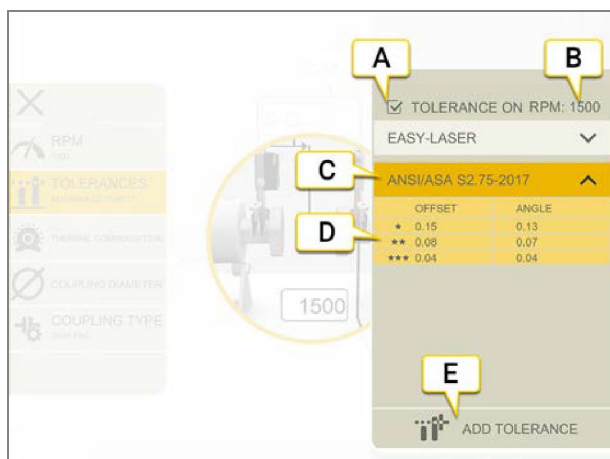 A
B
TOLERANCE ON RPM: 1500
EASY-LASER
C
ANSI/ASA S2.75-2017
OFFSET ANGLE
D
* 0.15 0.13
** 0.08 0.07
*** 0.04 0.04
E
ADD TOLERANCE
RPM
TOLERANCES
THERMAL COMPENSATION
COUPLING DIAMETER
COUPLING TYPE
1500